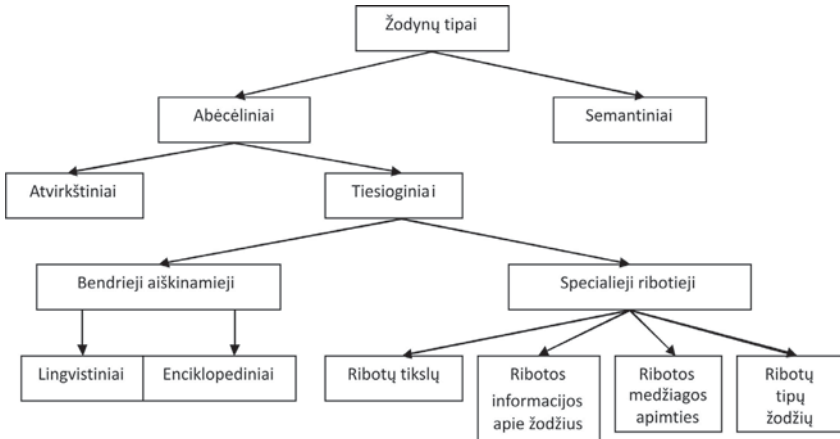 Žodynų tipai
Abėcėliniai
Semantiniai
Atvirkštiniai
Tiesioginiai
Bendrieji aiškinamieji
Specialieji ribotieji
Lingvistiniai
Enciklopediniai
Ribotų tikslų
Ribotos
informacijos
apie žodžius
Ribotos
medžiagos
apimties
Ribotų
tipų
žodžių